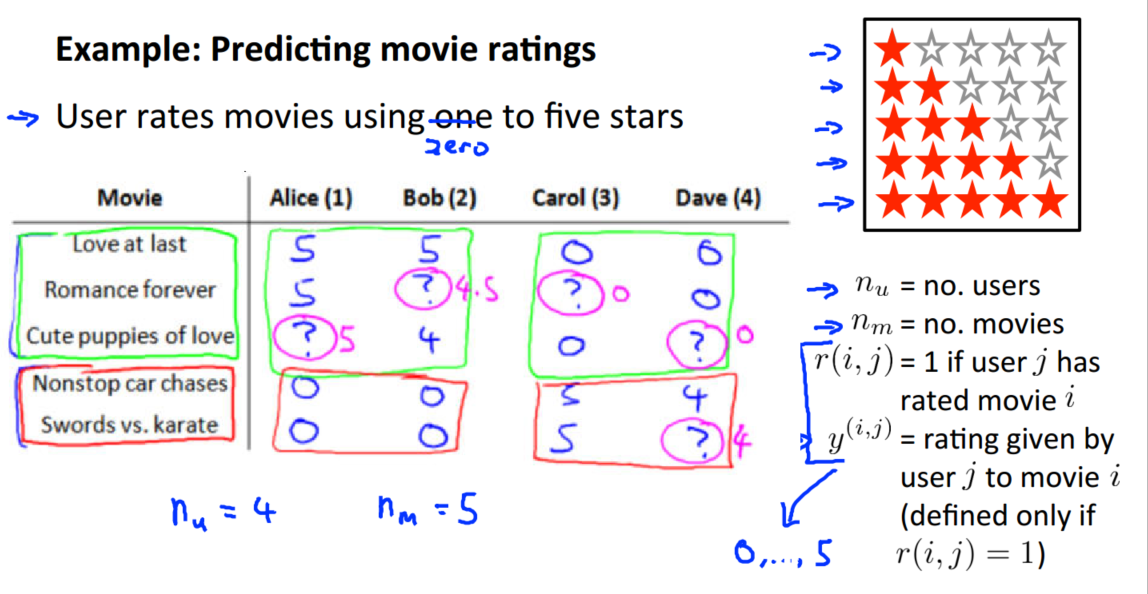 Example: Predicting movie ratings
→ User rates movies using one to five stars
zero
Movie Alice (1) Bob (2) Carol (3) Dave (4)
Love at last 5 5 0 0
Romance forever 5 ? 4.5 ? 0 0
Cute puppies of love ? 5 4 0 ? 0
Nonstop car chases 0 0 5 4
Swords vs. karate 0 0 5 ? 4
n_u = 4 n_m = 5
→ n_u = no. users
→ n_m = no. movies
r(i, j) = 1 if user j has
rated movie i
y^(i,j) = rating given by
user j to movie i
(defined only if
r(i, j) = 1)
0,..., 5